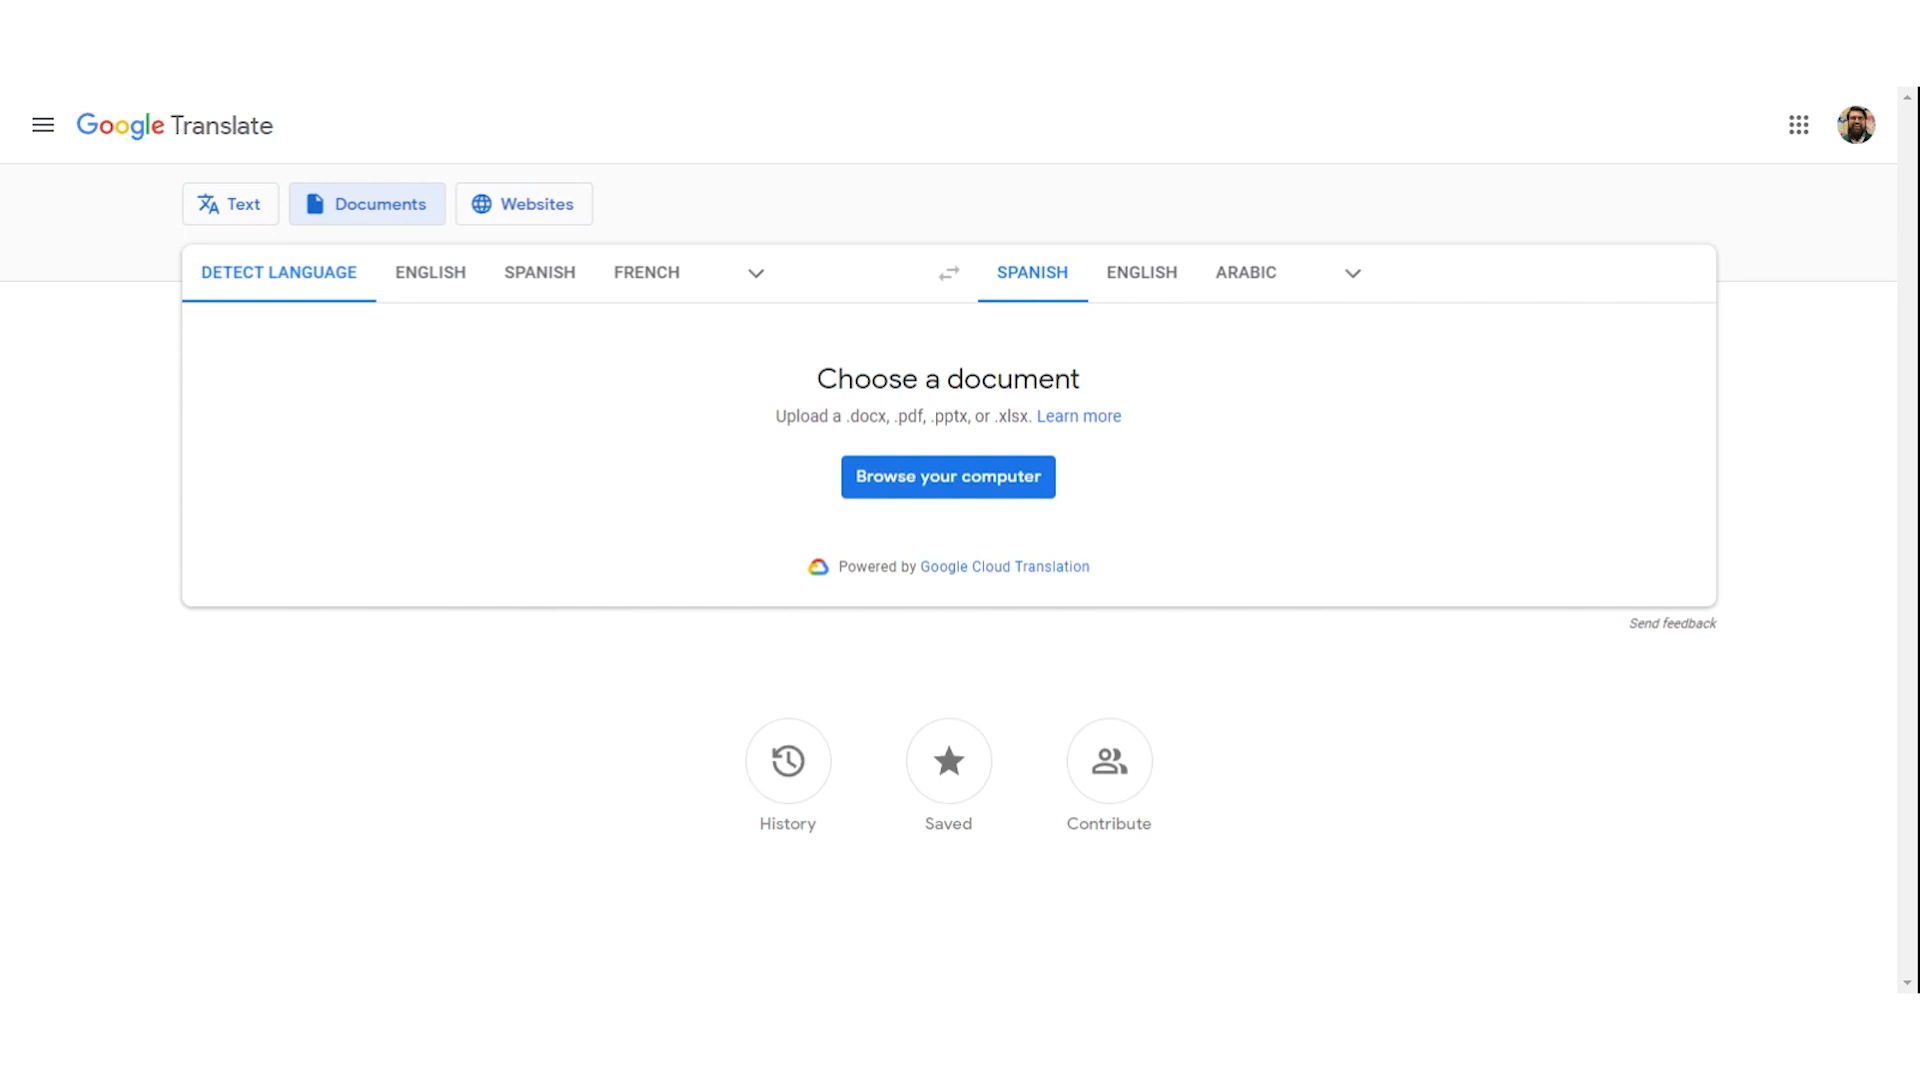 Google Translate
Text Documents Websites
DETECT LANGUAGE ENGLISH SPANISH FRENCH SPANISH ENGLISH ARABIC
Choose a document
Upload a .docx, .pdf, .pptx, or .xlsx. Learn more
Browse your computer
Powered by Google Cloud Translation
Send feedback
History Saved Contribute